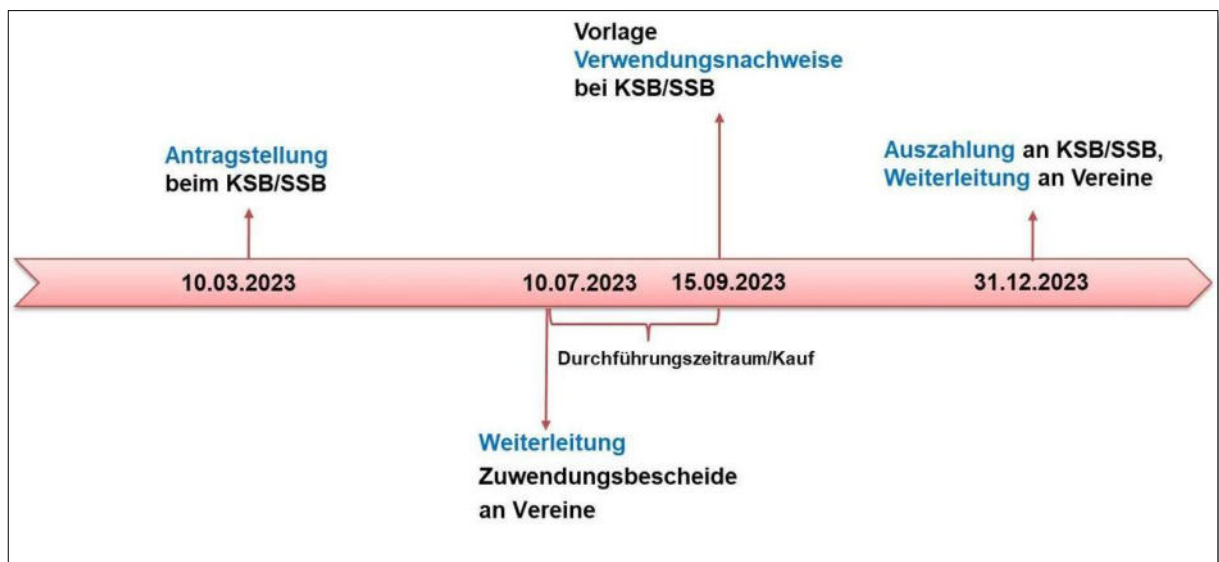 Vorlage
Verwendungsnachweise
bei KSB/SSB
Antragstellung
beim KSB/SSB
Auszahlung an KSB/SSB,
Weiterleitung an Vereine
10.03.2023
10.07.2023
15.09.2023
31.12.2023
Durchführungszeitraum/Kauf
Weiterleitung
Zuwendungsbescheide
an Vereine